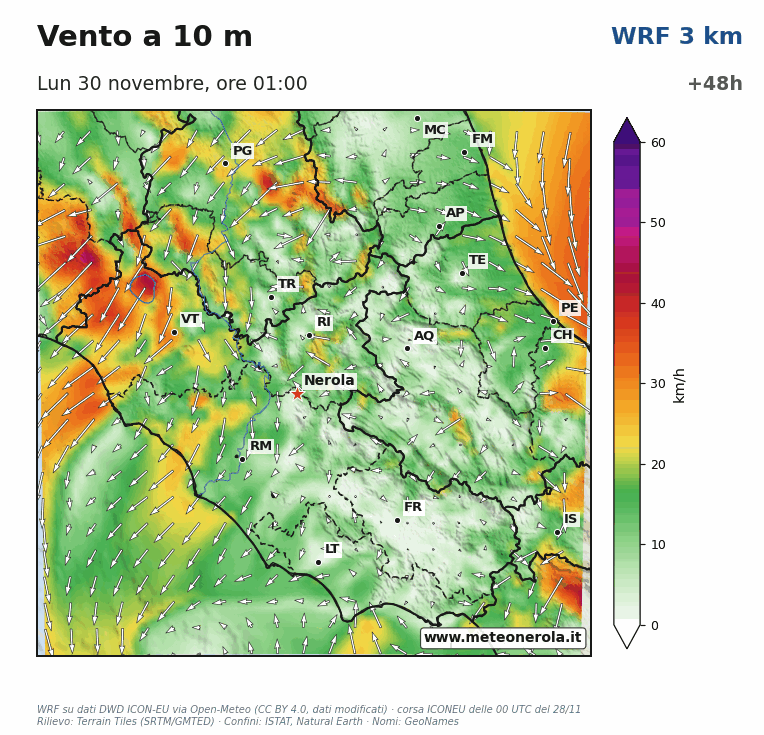 Vento a 10 m
WRF 3 km
Lun 30 novembre, ore 01:00
+48h
MC
FM
PG
AP
TE
TR
PE
VT
RI
AQ
CH
Nerola
RM
FR
IS
LT
www.meteonerola.it
60
50
40
30
20
10
0
km/h
WRF su dati DWD ICON-EU via Open-Meteo (CC BY 4.0, dati modificati) · corsa ICONEU delle 00 UTC del 28/11
Rilievo: Terrain Tiles (SRTM/GMTED) · Confini: ISTAT, Natural Earth · Nomi: GeoNames